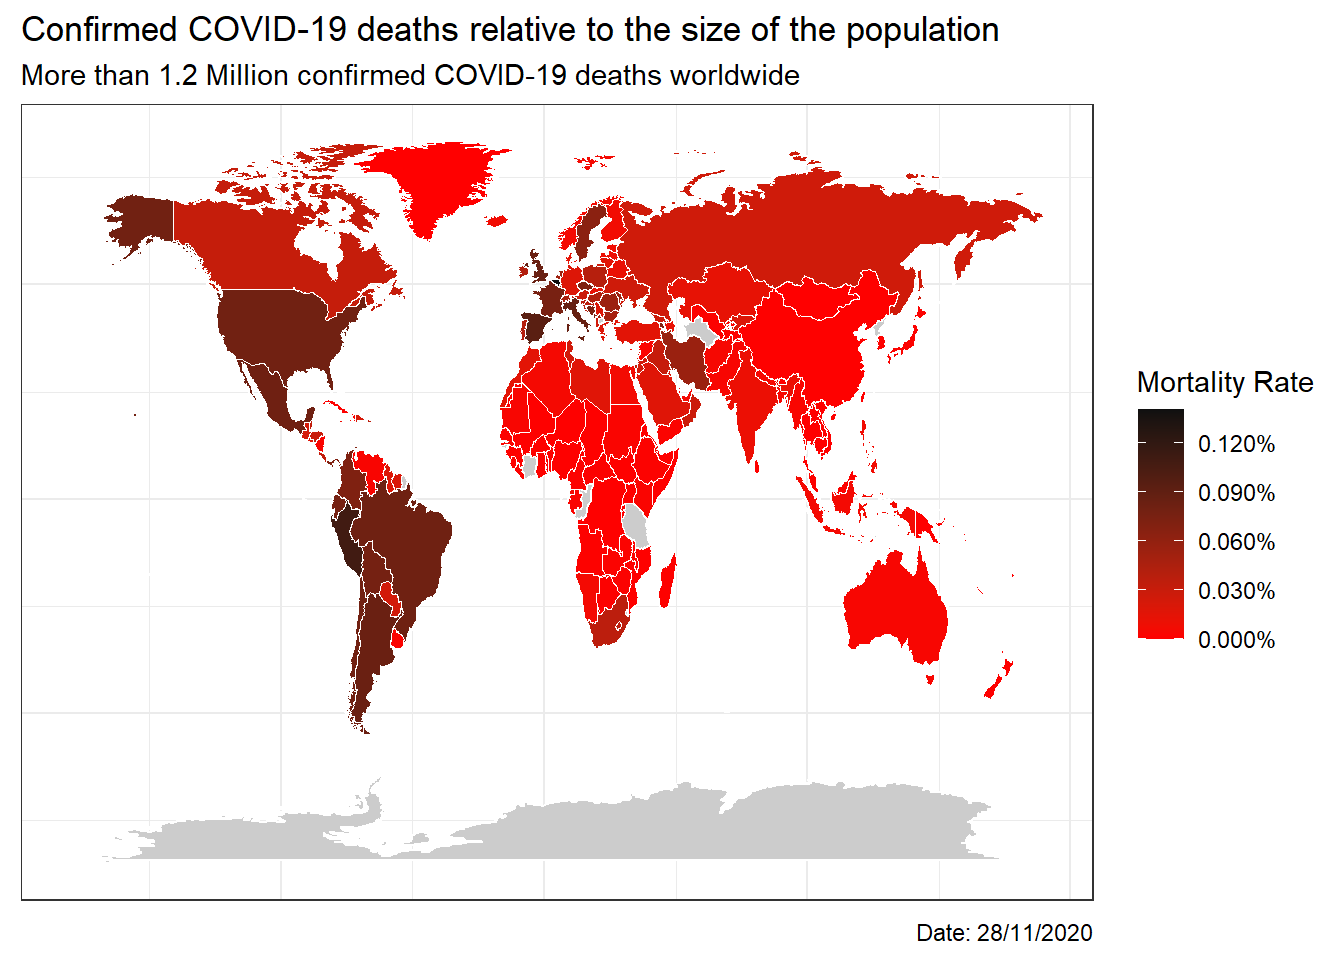 Confirmed COVID-19 deaths relative to the size of the population
More than 1.2 Million confirmed COVID-19 deaths worldwide
Mortality Rate
0.120%
0.090%
0.060%
0.030%
0.000%
Date: 28/11/2020